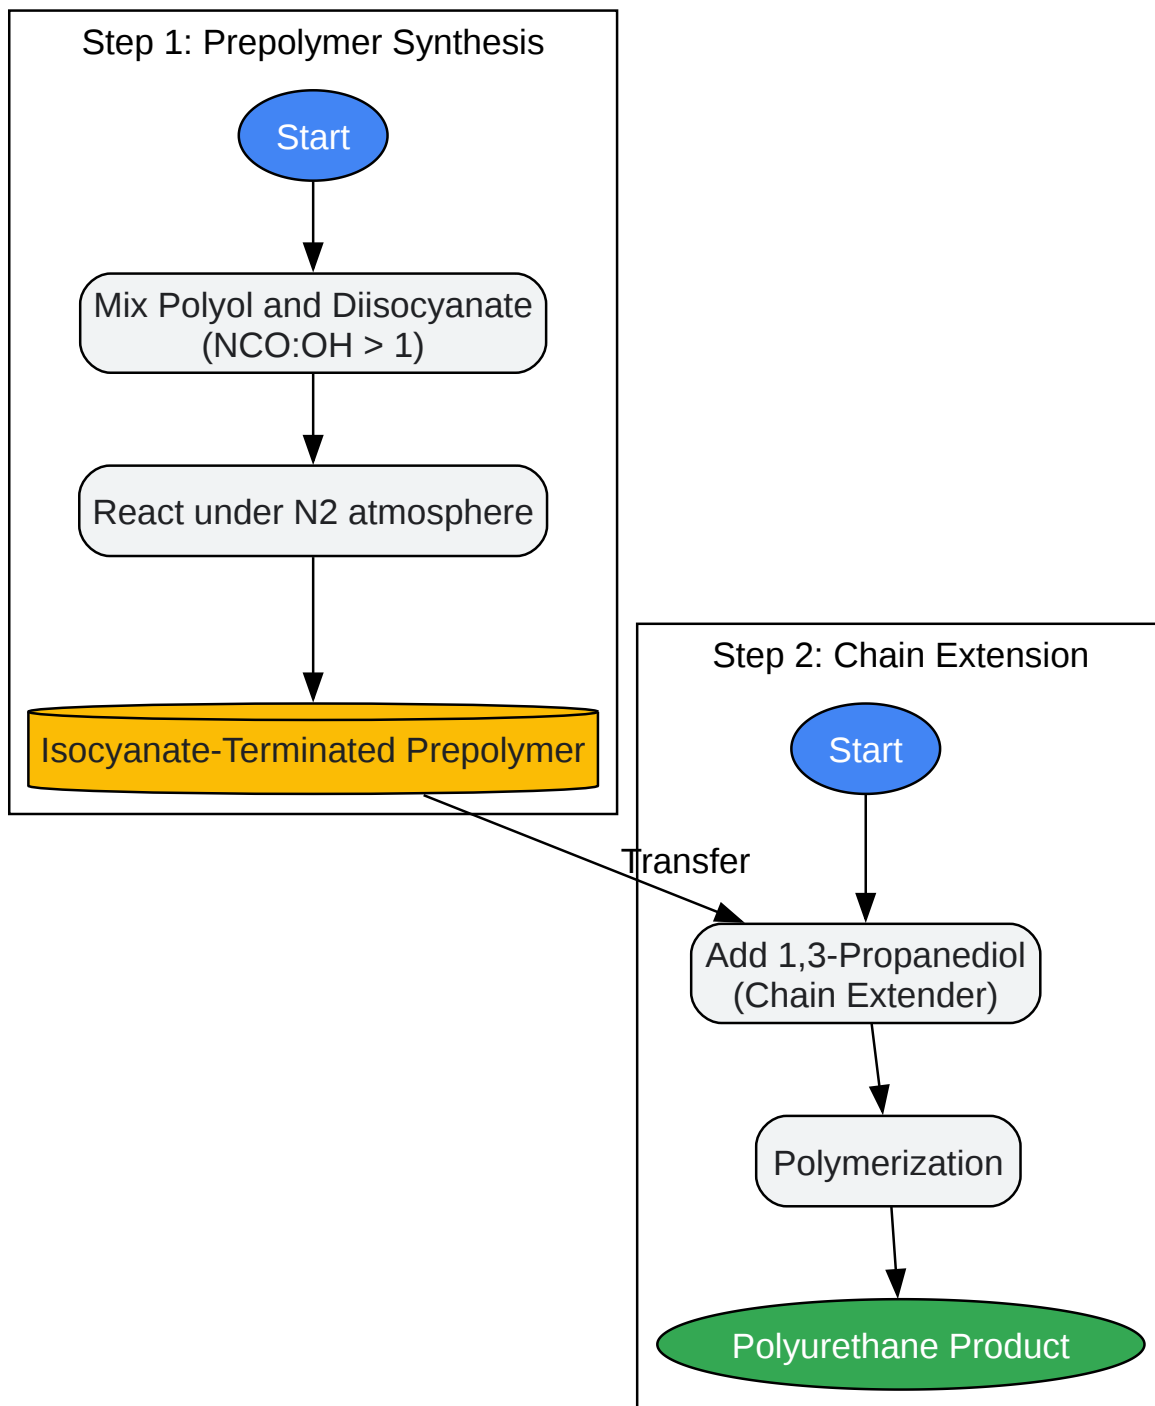 Step 1: Prepolymer Synthesis
Start
Mix Polyol and Diisocyanate
(NCO:OH > 1)
React under N2 atmosphere
Isocyanate-Terminated Prepolymer
Transfer
Step 2: Chain Extension
Start
Add 1,3-Propanediol
(Chain Extender)
Polymerization
Polyurethane Product